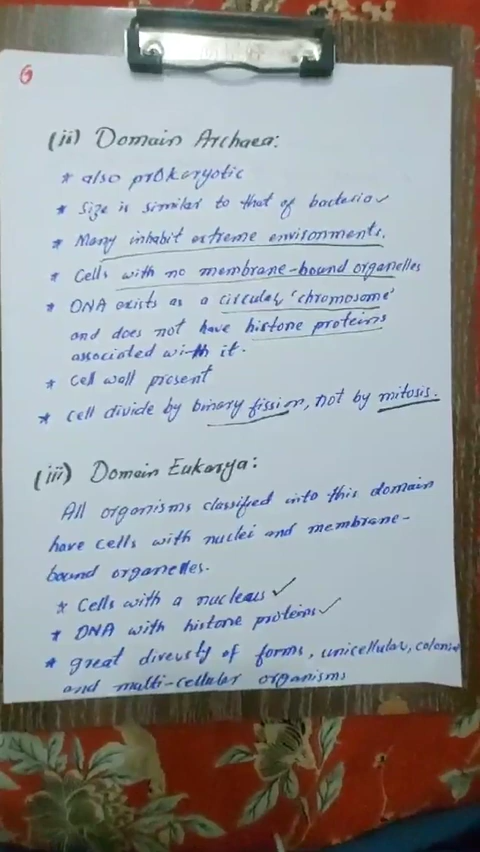 6
(ii) Domain Archaea:
* also prokaryotic
* Size is similar to that of bacteria ✓
* Many inhabit extreme environments.
* Cells with no membrane-bound organelles
* DNA exists as a circular 'chromosome'
and does not have histone proteins
associated with it.
* Cell wall present
* Cell divide by binary fission, not by mitosis.
(iii) Domain Eukarya:
All organisms classified into this domain
have cells with nuclei and membrane-
bound organelles.
* Cells with a nucleus ✓
* DNA with histone proteins ✓
* great diversty of forms, unicellular, colonial
and multi-cellular organisms